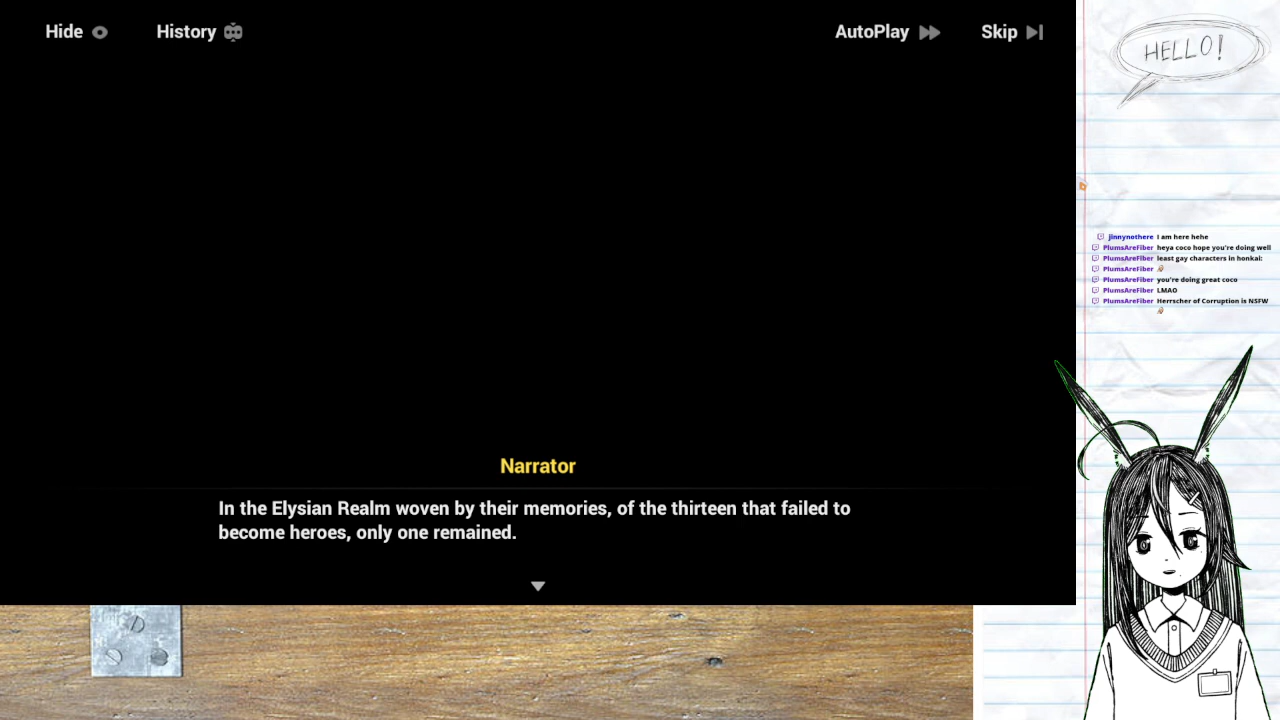 Hide
History
AutoPlay
Skip
HELLO!
jinnynothere I am here hehe
PlumsAreFiber heya coco hope you're doing well
PlumsAreFiber least gay characters in honkai:
PlumsAreFiber
PlumsAreFiber you're doing great coco
PlumsAreFiber LMAO
PlumsAreFiber Herrscher of Corruption is NSFW
Narrator
In the Elysian Realm woven by their memories, of the thirteen that failed to
become heroes, only one remained.